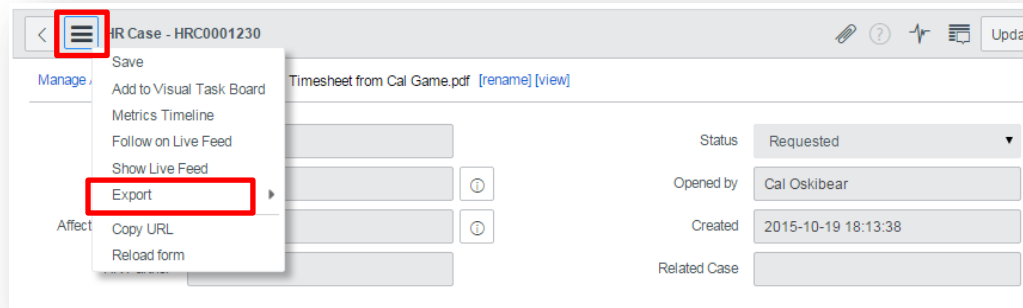 HR Case - HRC0001230
Upda
Save
Manage
Timesheet from Cal Game.pdf [rename] [view]
Add to Visual Task Board
Metrics Timeline
Follow on Live Feed
Status Requested
Show Live Feed
Opened by Cal Oskibear
Export
Affect
Copy URL
Created 2015-10-19 18:13:38
Reload form
Related Case